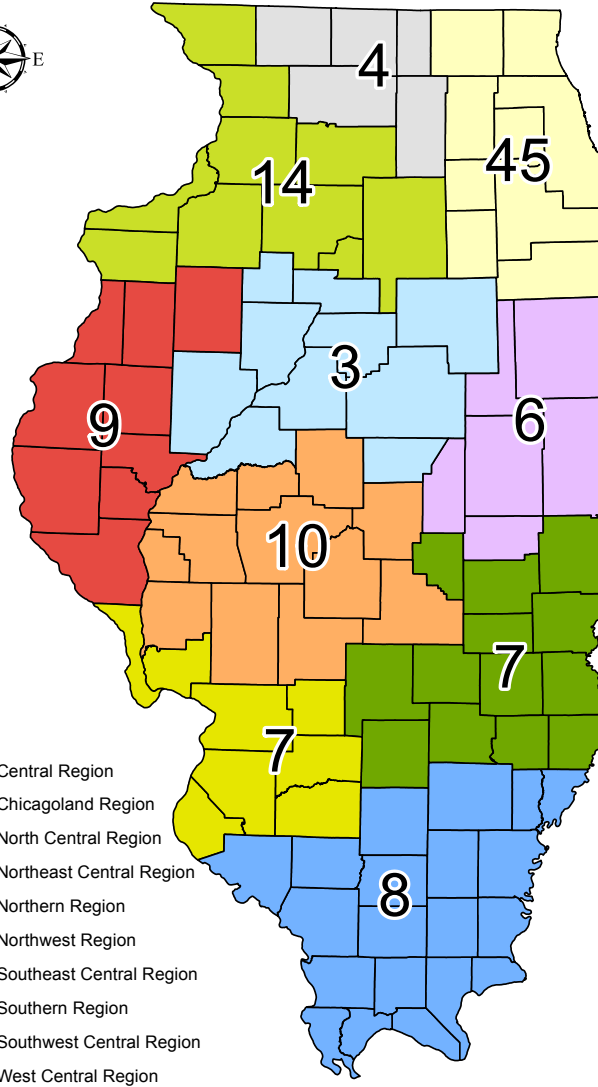 E
4
45
14
3
9
6
10
7
7
8
Central Region
Chicagoland Region
North Central Region
Northeast Central Region
Northern Region
Northwest Region
Southeast Central Region
Southern Region
Southwest Central Region
West Central Region